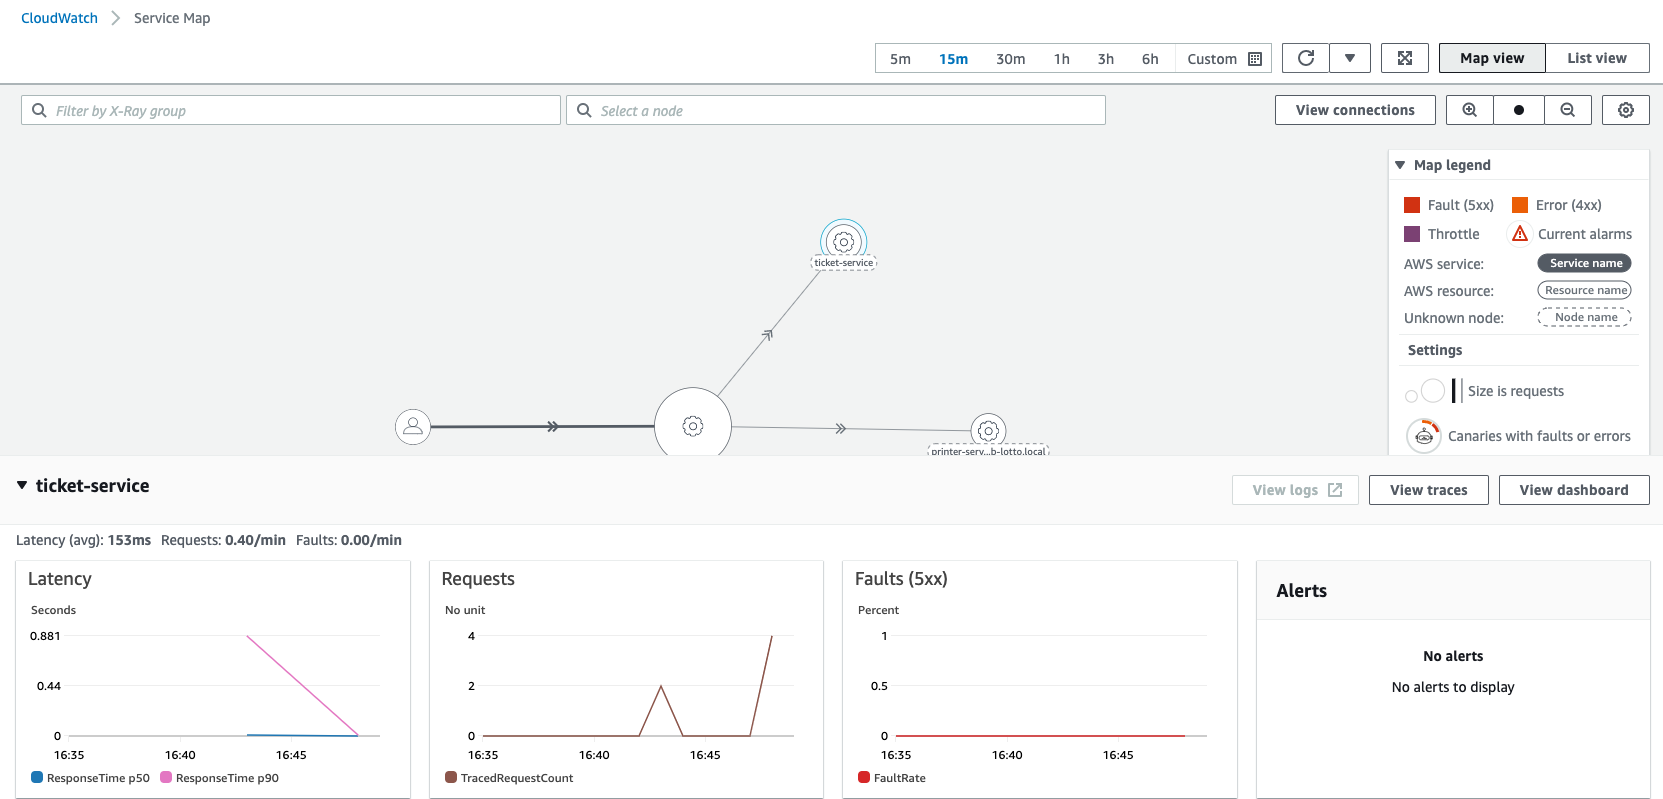 CloudWatch > Service Map
5m 15m 30m 1h 3h 6h Custom
Map view List view
Filter by X-Ray group Select a node
View connections
Map legend
Fault (5xx) Error (4xx)
Throttle Current alarms
AWS service: Service name
AWS resource: Resource name
Unknown node: Node name
Settings
Size is requests
Canaries with faults or errors
ticket-service
printer-serv...b-lotto.local
ticket-service
View logs View traces View dashboard
Latency (avg): 153ms Requests: 0.40/min Faults: 0.00/min
Latency
Seconds
0.881
0.44
0
16:35 16:40 16:45
ResponseTime p50 ResponseTime p90
Requests
No unit
4
2
0
16:35 16:40 16:45
TracedRequestCount
Faults (5xx)
Percent
1
0.5
0
16:35 16:40 16:45
FaultRate
Alerts
No alerts
No alerts to display